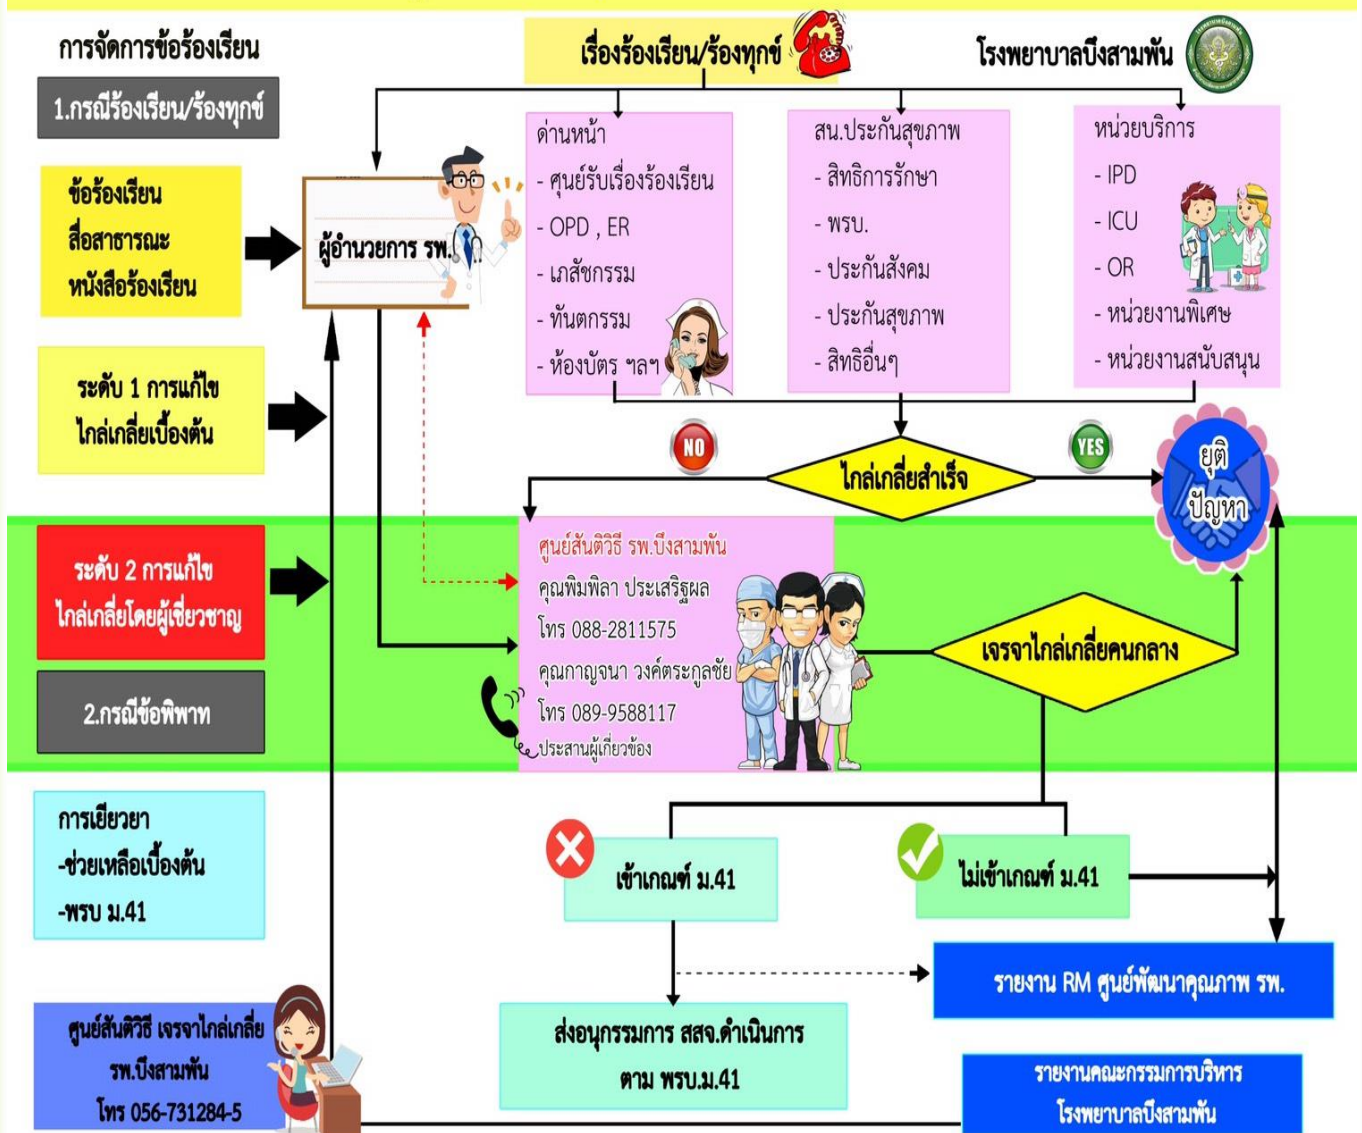 การจัดการข้อร้องเรียน
เรื่องร้องเรียน/ร้องทุกข์
โรงพยาบาลบึงสามพัน
1.กรณีร้องเรียน/ร้องทุกข์
ข้อร้องเรียน
สื่อสาธารณะ
หนังสือร้องเรียน
ผู้อำนวยการ รพ.
ด่านหน้า
- ศูนย์รับเรื่องร้องเรียน
- OPD , ER
- เภสัชกรรม
- ทันตกรรม
- ห้องบัตร ฯลฯ
สน.ประกันสุขภาพ
- สิทธิการรักษา
- พรบ.
- ประกันสังคม
- ประกันสุขภาพ
- สิทธิอื่นๆ
หน่วยบริการ
- IPD
- ICU
- OR
- หน่วยงานพิเศษ
- หน่วยงานสนับสนุน
ระดับ 1 การแก้ไข
ไกล่เกลี่ยเบื้องต้น
NO
ไกล่เกลี่ยสำเร็จ
YES
ยุติ
ปัญหา
ระดับ 2 การแก้ไข
ไกล่เกลี่ยโดยผู้เชี่ยวชาญ
2.กรณีข้อพิพาท
ศูนย์สันติวิธี รพ.บึงสามพัน
คุณพิมพิลา ประเสริฐผล
โทร 088-2811575
คุณกาญจนา วงค์ตระกูลชัย
โทร 089-9588117
ประสานผู้เกี่ยวข้อง
เจรจาไกล่เกลี่ยคนกลาง
การเยียวยา
-ช่วยเหลือเบื้องต้น
-พรบ ม.41
เข้าเกณฑ์ ม.41
ไม่เข้าเกณฑ์ ม.41
รายงาน RM ศูนย์พัฒนาคุณภาพ รพ.
ส่งอนุกรรมการ สสจ.ดำเนินการ
ตาม พรบ.ม.41
ศูนย์สันติวิธี เจรจาไกล่เกลี่ย
รพ.บึงสามพัน
โทร 056-731284-5
รายงานคณะกรรมการบริหาร
โรงพยาบาลบึงสามพัน